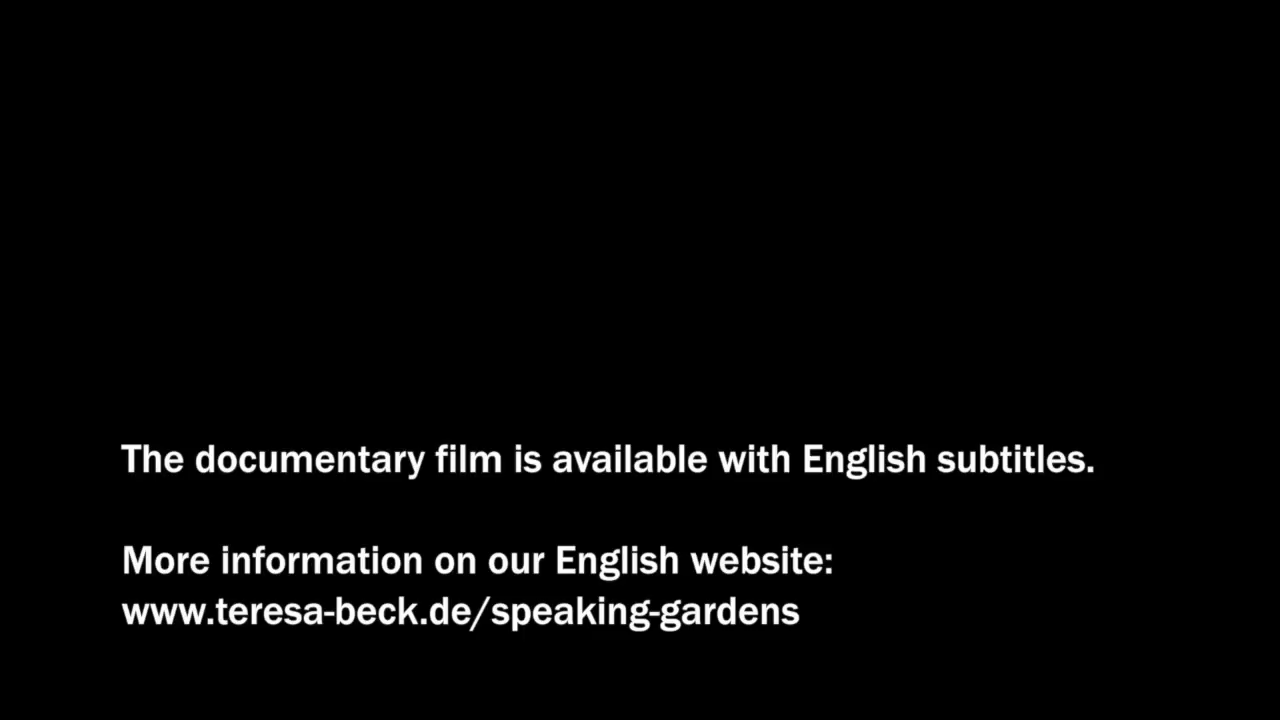 The documentary film is available with English subtitles.
More information on our English website:
www.teresa-beck.de/speaking-gardens